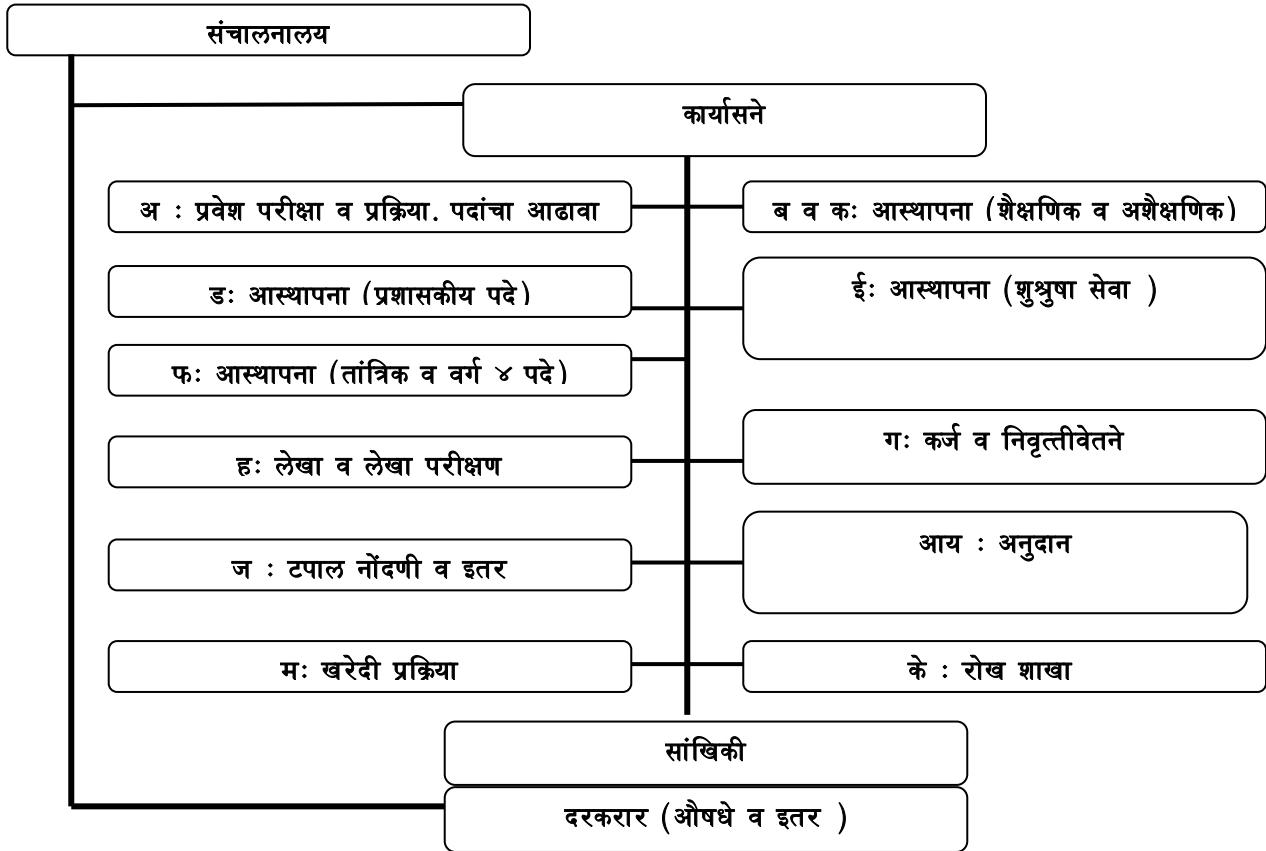 संचालनालय
कार्यासने
अ : प्रवेश परीक्षा व प्रक्रिया. पदांचा आढावा
ब व कः आस्थापना (शैक्षणिक व अशैक्षणिक)
डः आस्थापना (प्रशासकीय पदे)
ईः आस्थापना (शुश्रुषा सेवा )
फः आस्थापना (तांत्रिक व वर्ग ४ पदे)
गः कर्ज व निवृत्तीवेतने
हः लेखा व लेखा परीक्षण
आय : अनुदान
ज : टपाल नोंदणी व इतर
मः खरेदी प्रक्रिया
के : रोख शाखा
सांखिकी
दरकरार (औषधे व इतर )